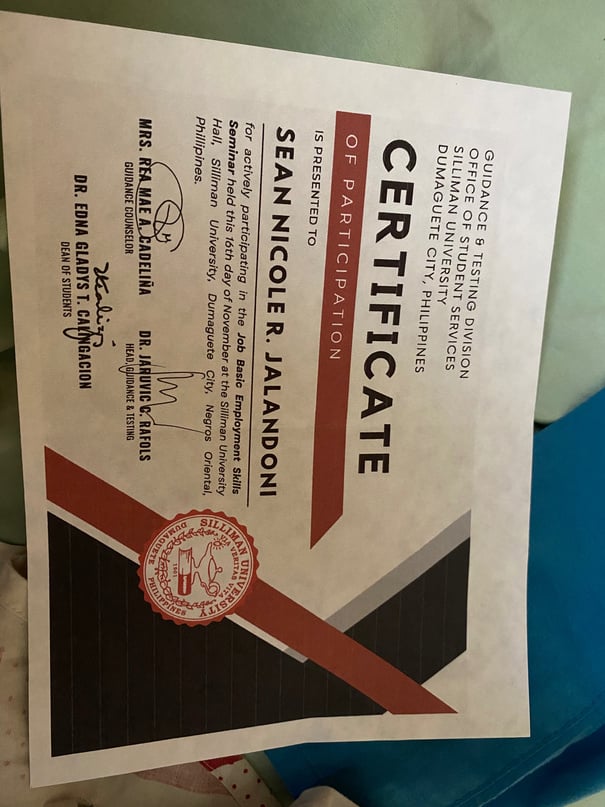 GUIDANCE & TESTING DIVISION
OFFICE OF STUDENT SERVICES
SILLIMAN UNIVERSITY
DUMAGUETE CITY, PHILIPPINES
CERTIFICATE
OF PARTICIPATION
IS PRESENTED TO
SEAN NICOLE R. JALANDONI
for actively participating in the Job Basic Employment Skills
Seminar held this 16th day of November at the Silliman University
Hall, Silliman University, Dumaguete City, Negros Oriental,
Philippines.
MRS. REA MAE A. CADELIÑA
GUIDANCE COUNSELOR
DR. JARUVIC C. RAFOLS
HEAD, GUIDANCE & TESTING
DR. EDNA GLADYS T. CALINGACION
DEAN OF STUDENTS
SILLIMAN UNIVERSITY
VIA VERITAS VITA
1901
DUMAGUETE PHILIPPINES